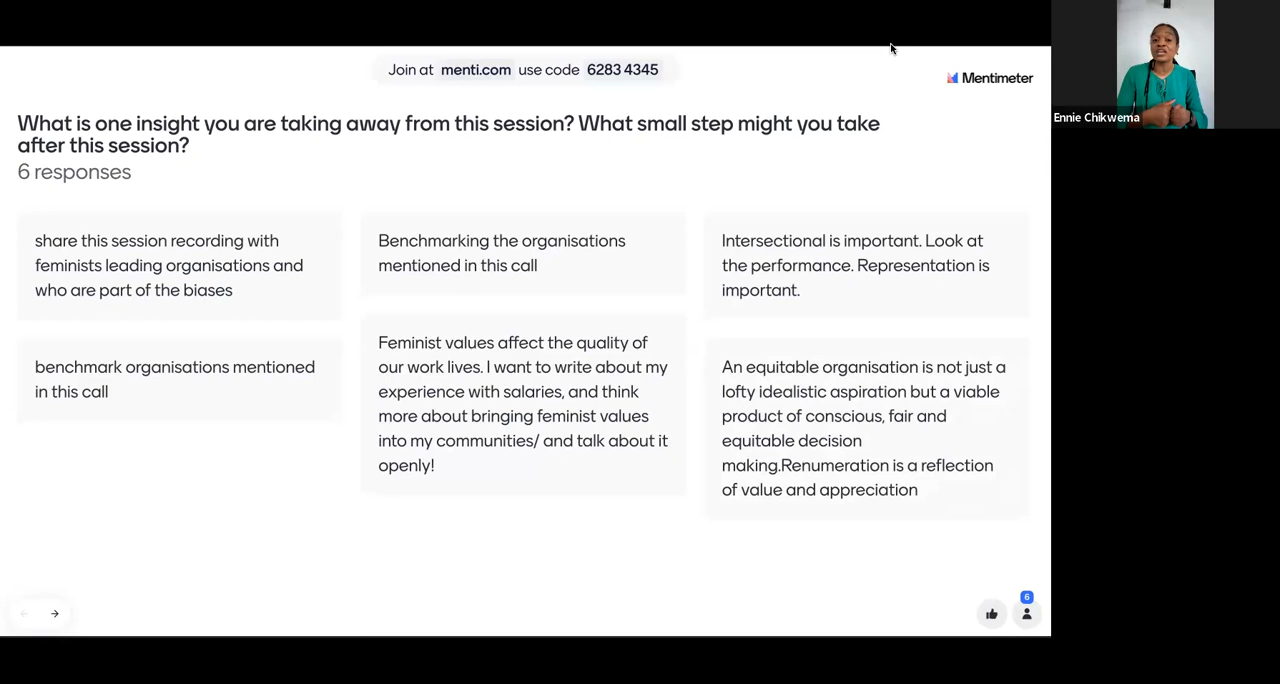 Join at menti.com use code 6283 4345
Mentimeter
Ennie Chikwema
What is one insight you are taking away from this session? What small step might you take
after this session?
6 responses
share this session recording with
feminists leading organisations and
who are part of the biases
benchmark organisations mentioned
in this call
Benchmarking the organisations
mentioned in this call
Feminist values affect the quality of
our work lives. I want to write about my
experience with salaries, and think
more about bringing feminist values
into my communities/ and talk about it
openly!
Intersectional is important. Look at
the performance. Representation is
important.
An equitable organisation is not just a
lofty idealistic aspiration but a viable
product of conscious, fair and
equitable decision
making.Renumeration is a reflection
of value and appreciation
6